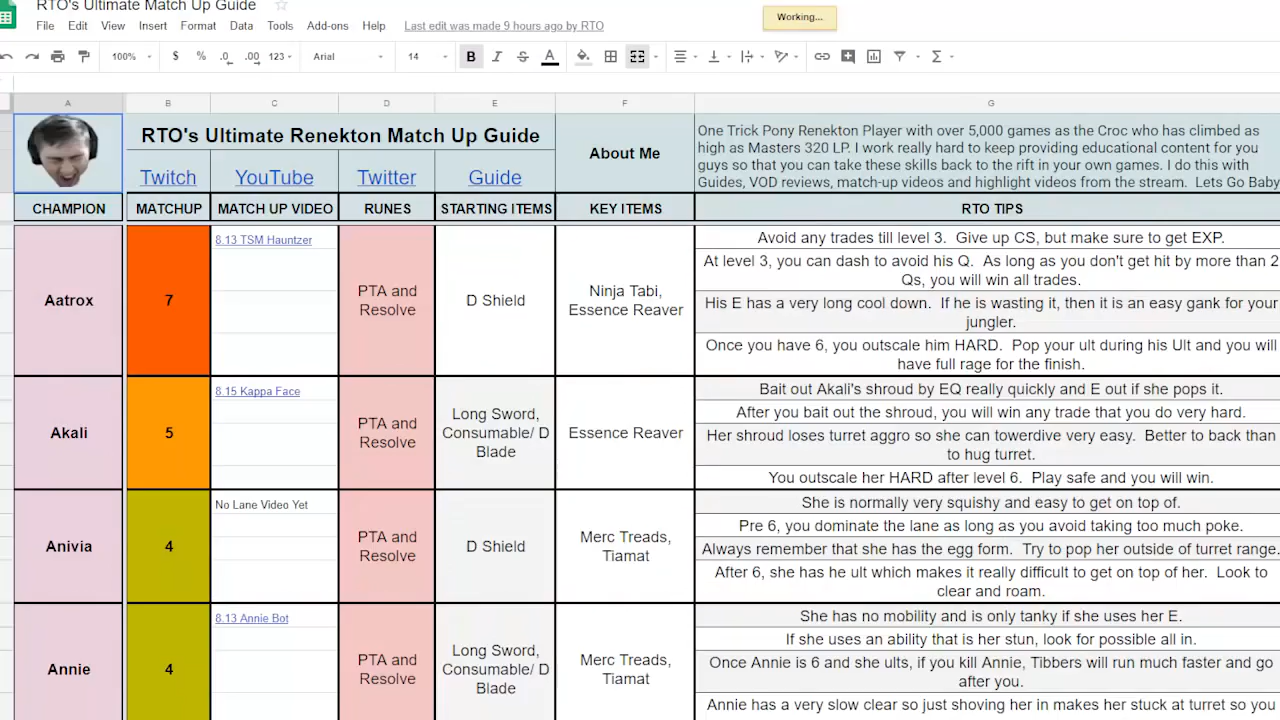 RTO's Ultimate Match Up Guide
File Edit View Insert Format Data Tools Add-ons Help Last edit was made 9 hours ago by RTO
Working...
100% $ % .0 .00 123 Arial 14 B I S A Σ
A B C D E F G
RTO's Ultimate Renekton Match Up Guide
Twitch YouTube Twitter Guide
About Me
One Trick Pony Renekton Player with over 5,000 games as the Croc who has climbed as
high as Masters 320 LP. I work really hard to keep providing educational content for you
guys so that you can take these skills back to the rift in your own games. I do this with
Guides, VOD reviews, match-up videos and highlight videos from the stream. Lets Go Baby
CHAMPION MATCHUP MATCH UP VIDEO RUNES STARTING ITEMS KEY ITEMS RTO TIPS
Aatrox
7
8.13 TSM Hauntzer
PTA and
Resolve
D Shield
Ninja Tabi,
Essence Reaver
Avoid any trades till level 3. Give up CS, but make sure to get EXP.
At level 3, you can dash to avoid his Q. As long as you don't get hit by more than 2
Qs, you will win all trades.
His E has a very long cool down. If he is wasting it, then it is an easy gank for your
jungler.
Once you have 6, you outscale him HARD. Pop your ult during his Ult and you will
have full rage for the finish.
Akali
5
8.15 Kappa Face
PTA and
Resolve
Long Sword,
Consumable/ D
Blade
Essence Reaver
Bait out Akali's shroud by EQ really quickly and E out if she pops it.
After you bait out the shroud, you will win any trade that you do very hard.
Her shroud loses turret aggro so she can towerdive very easy. Better to back than
to hug turret.
You outscale her HARD after level 6. Play safe and you will win.
Anivia
4
No Lane Video Yet
PTA and
Resolve
D Shield
Merc Treads,
Tiamat
She is normally very squishy and easy to get on top of.
Pre 6, you dominate the lane as long as you avoid taking too much poke.
Always remember that she has the egg form. Try to pop her outside of turret range.
After 6, she has he ult which makes it really difficult to get on top of her. Look to
clear and roam.
Annie
4
8.13 Annie Bot
PTA and
Resolve
Long Sword,
Consumable/ D
Blade
Merc Treads,
Tiamat
She has no mobility and is only tanky if she uses her E.
If she uses an ability that is her stun, look for possible all in.
Once Annie is 6 and she ults, if you kill Annie, Tibbers will run much faster and go
after you.
Annie has a very slow clear so just shoving her in makes her stuck at turret so you